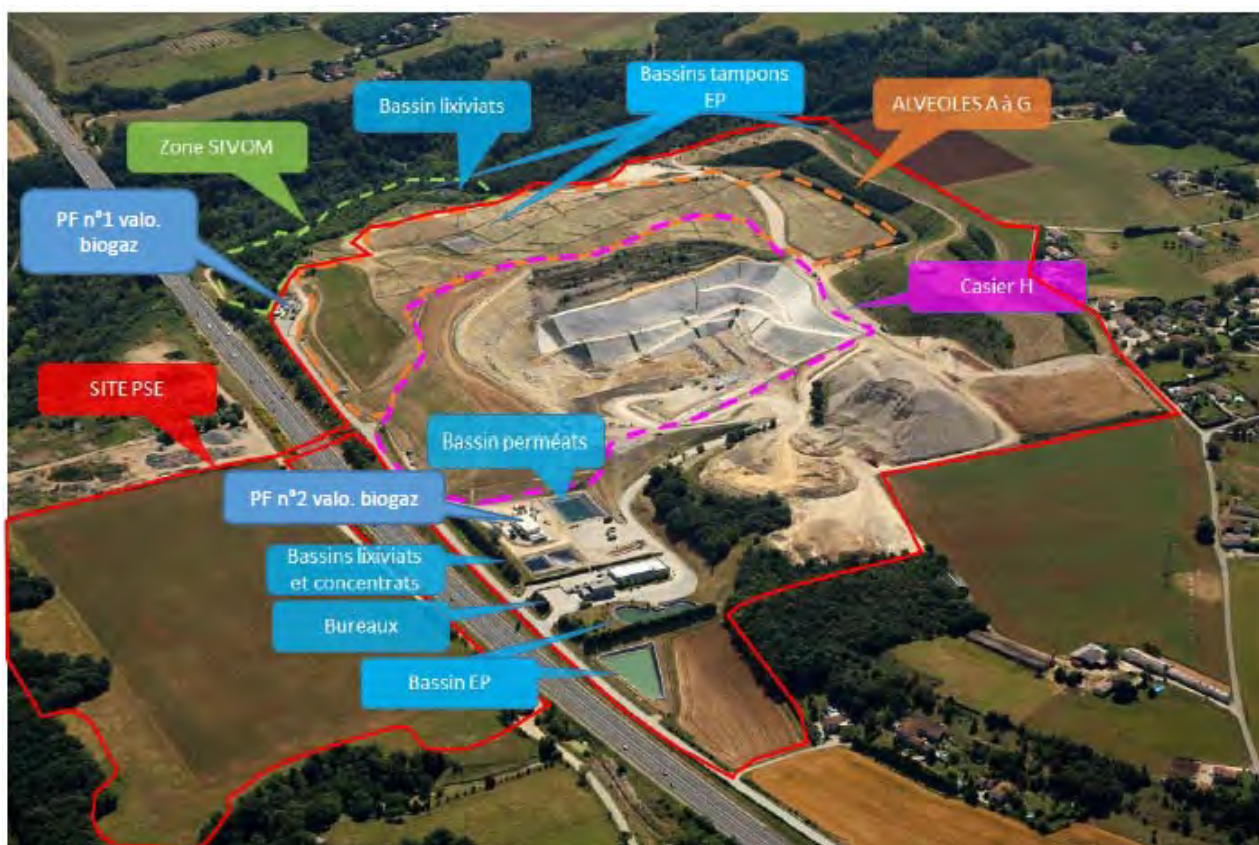 Bassins tampons
EP
Bassin lixiviats
ALVEOLES A à G
Zone SIVOM
PF n°1 valo.
biogaz
Casier H
SITE PSE
Bassin perméats
PF n°2 valo. biogaz
Bassins lixiviats
et concentrats
Bureaux
Bassin EP